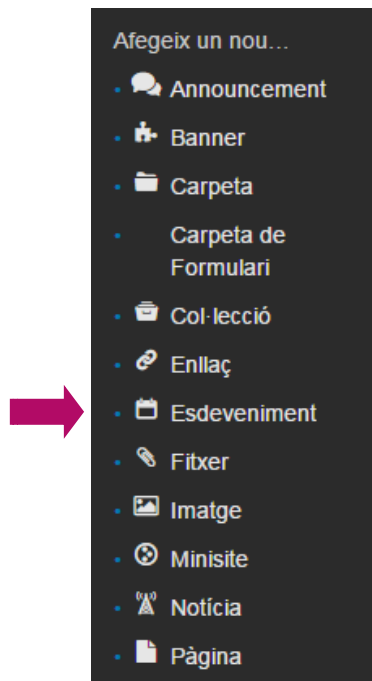 Afegeix un nou...
Announcement
Banner
Carpeta
Carpeta de
Formulari
Col·lecció
Enllaç
Esdeveniment
Fitxer
Imatge
Minisite
Notícia
Pàgina